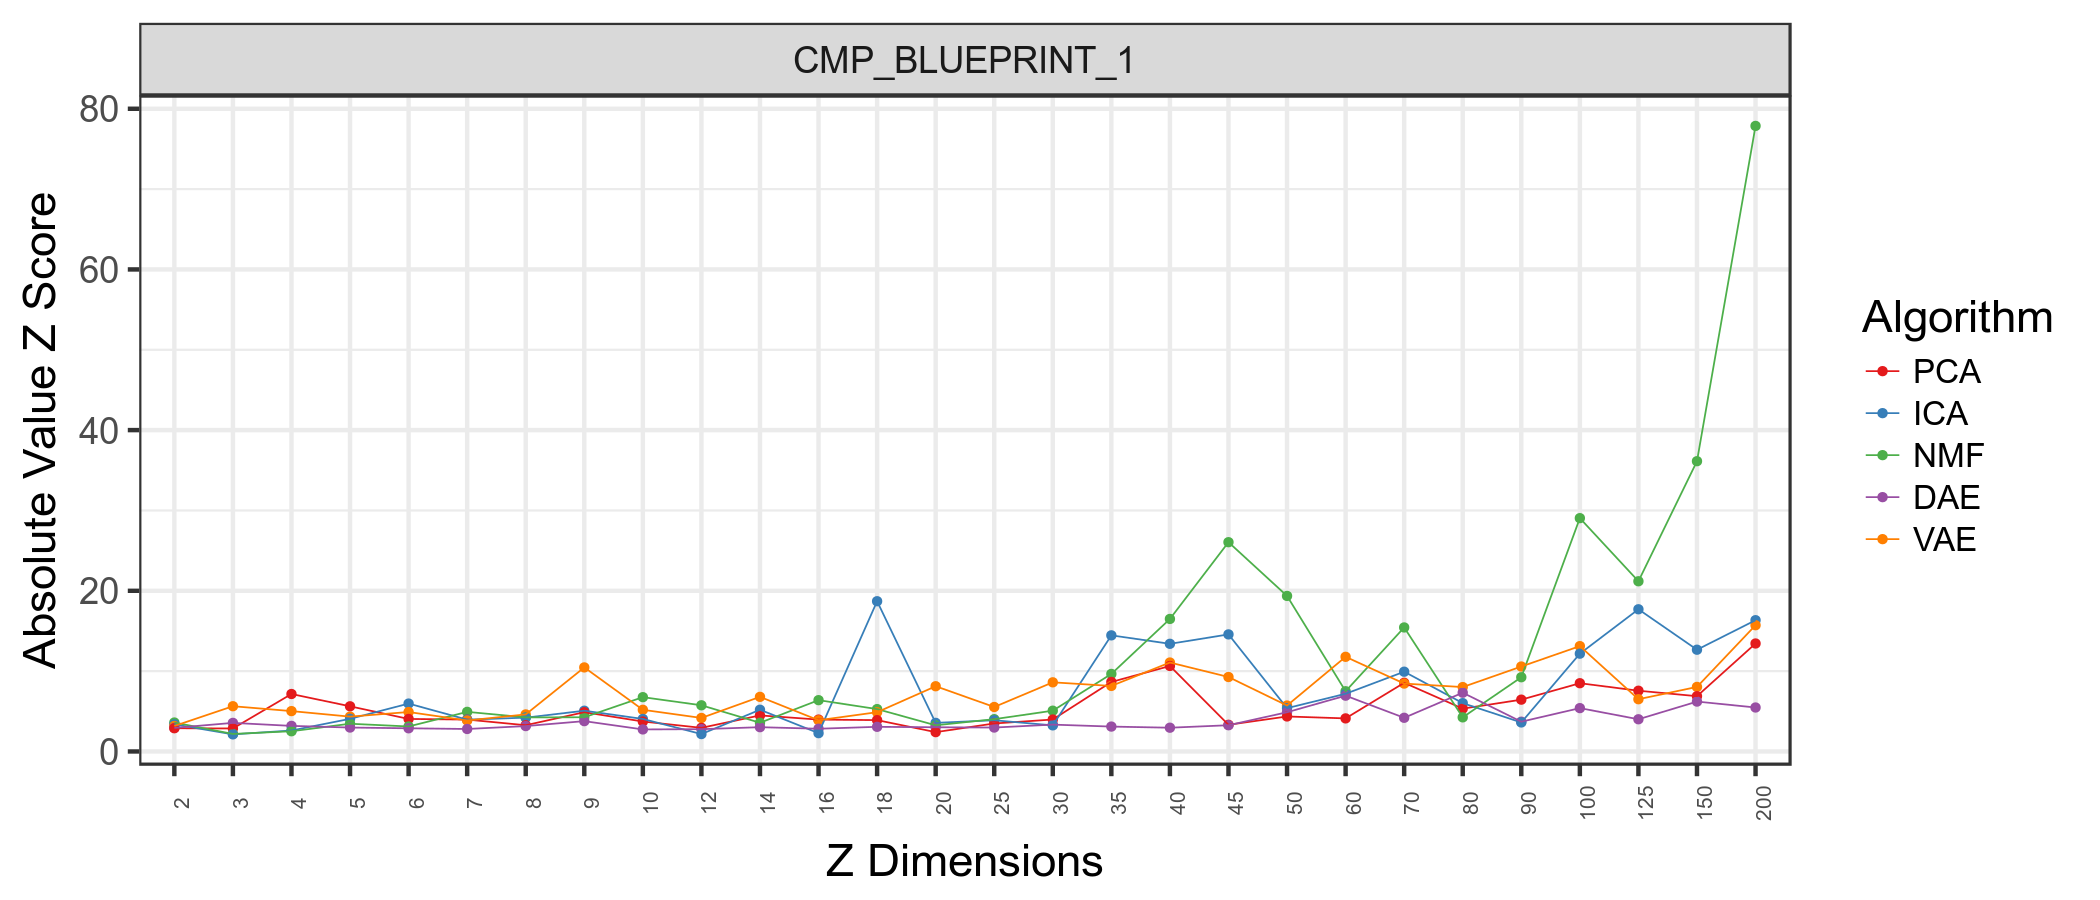 CMP_BLUEPRINT_1
Absolute Value Z Score
80
60
40
20
0
2 3 4 5 6 7 8 9 10 12 14 16 18 20 25 30 35 40 45 50 60 70 80 90 100 125 150 200
Z Dimensions
Algorithm
PCA
ICA
NMF
DAE
VAE